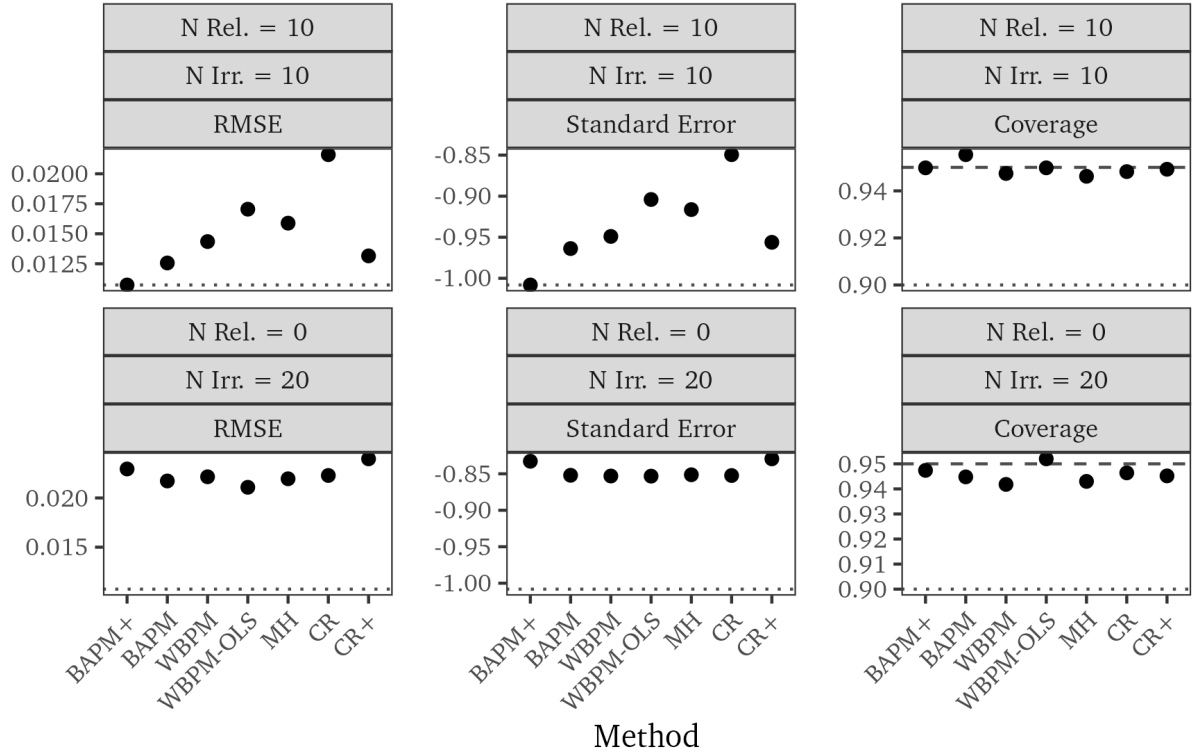 N Rel. = 10
N Irr. = 10
RMSE
0.0200
0.0175
0.0150
0.0125
N Rel. = 10
N Irr. = 10
Standard Error
-0.85
-0.90
-0.95
-1.00
N Rel. = 10
N Irr. = 10
Coverage
0.94
0.92
0.90
N Rel. = 0
N Irr. = 20
RMSE
0.020
0.015
BAPM+
BAPM
WBPM
WBPM-OLS
MH
CR
CR+
N Rel. = 0
N Irr. = 20
Standard Error
-0.85
-0.90
-0.95
-1.00
BAPM+
BAPM
WBPM
WBPM-OLS
MH
CR
CR+
N Rel. = 0
N Irr. = 20
Coverage
0.95
0.94
0.93
0.92
0.91
0.90
BAPM+
BAPM
WBPM
WBPM-OLS
MH
CR
CR+
Method